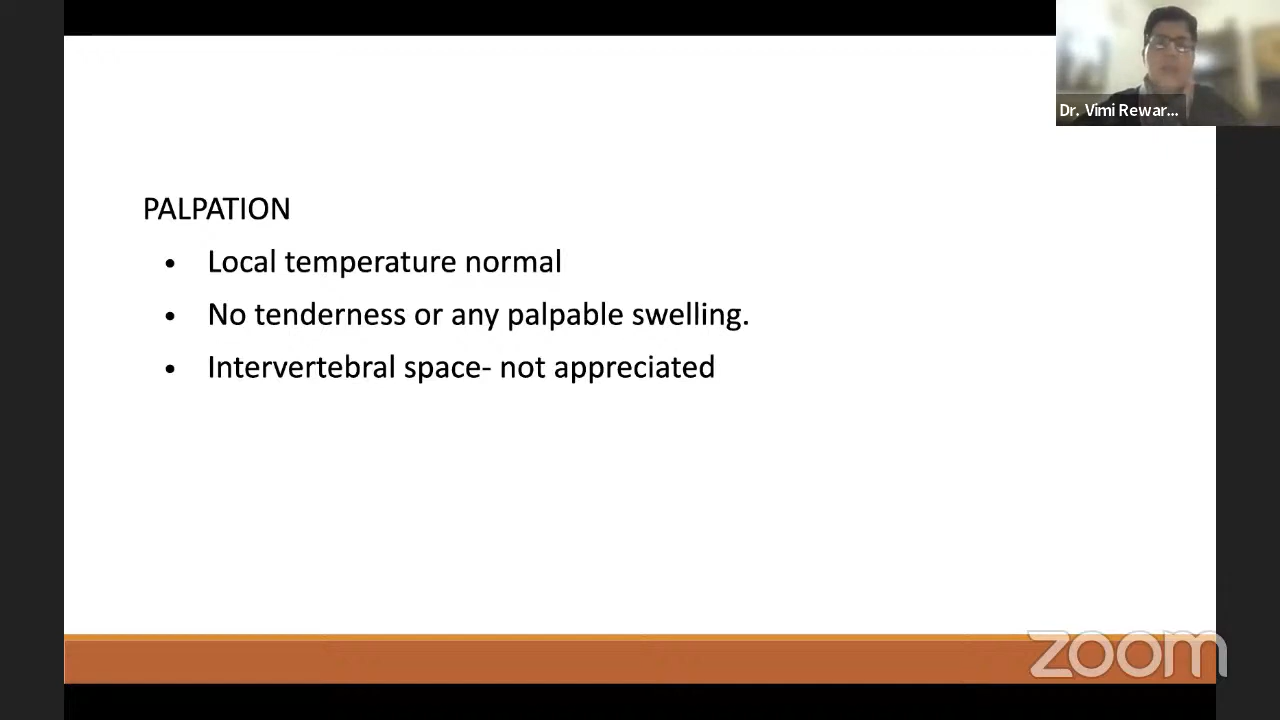 Dr. Vimi Rewar...
PALPATION
• Local temperature normal
• No tenderness or any palpable swelling.
• Intervertebral space- not appreciated
zoom